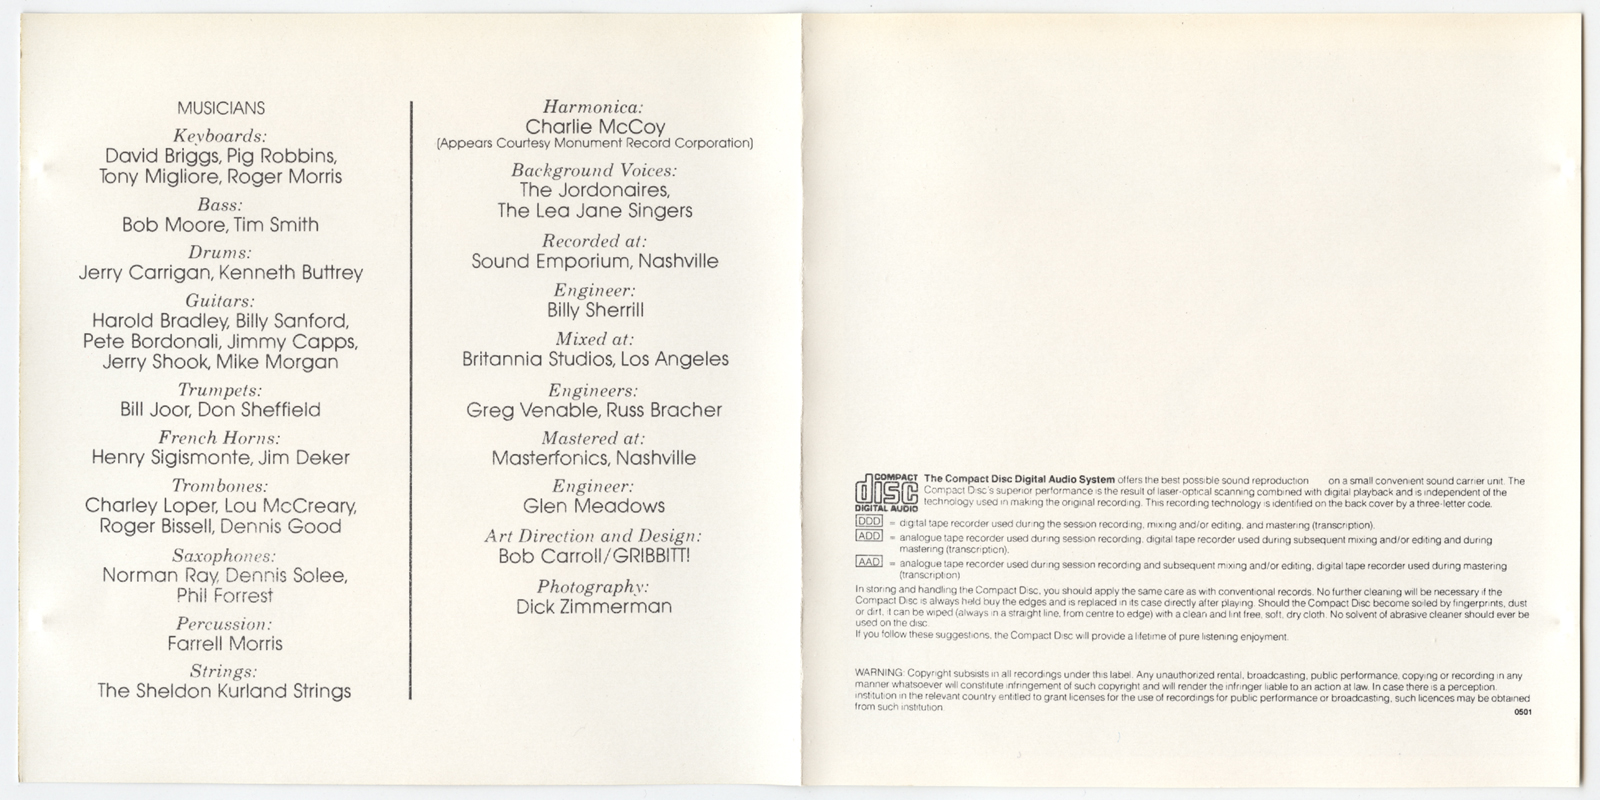 MUSICIANS
Keyboards:
David Briggs, Pig Robbins,
Tony Migliore, Roger Morris
Bass:
Bob Moore, Tim Smith
Drums:
Jerry Carrigan, Kenneth Buttrey
Guitars:
Harold Bradley, Billy Sanford,
Pete Bordonali, Jimmy Capps,
Jerry Shook, Mike Morgan
Trumpets:
Bill Joor, Don Sheffield
French Horns:
Henry Sigismonte, Jim Deker
Trombones:
Charley Loper, Lou McCreary,
Roger Bissell, Dennis Good
Saxophones:
Norman Ray, Dennis Solee,
Phil Forrest
Percussion:
Farrell Morris
Strings:
The Sheldon Kurland Strings
Harmonica:
Charlie McCoy
(Appears Courtesy Monument Record Corporation)
Background Voices:
The Jordonaires,
The Lea Jane Singers
Recorded at:
Sound Emporium, Nashville
Engineer:
Billy Sherrill
Mixed at:
Britannia Studios, Los Angeles
Engineers:
Greg Venable, Russ Bracher
Mastered at:
Masterfonics, Nashville
Engineer:
Glen Meadows
Art Direction and Design:
Bob Carroll/GRIBBITT!
Photography:
Dick Zimmerman
COMPACT
disc
DIGITAL AUDIO
The Compact Disc Digital Audio System offers the best possible sound reproduction on a small convenient sound carrier unit. The
Compact Disc's superior performance is the result of laser-optical scanning combined with digital playback and is independent of the
technology used in making the original recording. This recording technology is identified on the back cover by a three-letter code.
DDD = digital tape recorder used during the session recording, mixing and/or editing, and mastering (transcription).
ADD = analogue tape recorder used during session recording, digital tape recorder used during subsequent mixing and/or editing and during
mastering (transcription).
AAD = analogue tape recorder used during session recording and subsequent mixing and/or editing, digital tape recorder used during mastering
(transcription)
In storing and handling the Compact Disc, you should apply the same care as with conventional records. No further cleaning will be necessary if the
Compact Disc is always held buy the edges and is replaced in its case directly after playing. Should the Compact Disc become soiled by fingerprints, dust
or dirt, it can be wiped (always in a straight line, from centre to edge) with a clean and lint free, soft, dry cloth. No solvent of abrasive cleaner should ever be
used on the disc.
If you follow these suggestions, the Compact Disc will provide a lifetime of pure listening enjoyment.
WARNING: Copyright subsists in all recordings under this label. Any unauthorized rental, broadcasting, public performance, copying or recording in any
manner whatsoever will constitute infringement of such copyright and will render the infringer liable to an action at law. In case there is a perception,
institution in the relevant country entitled to grant licenses for the use of recordings for public performance or broadcasting, such licences may be obtained
from such institution.
0501